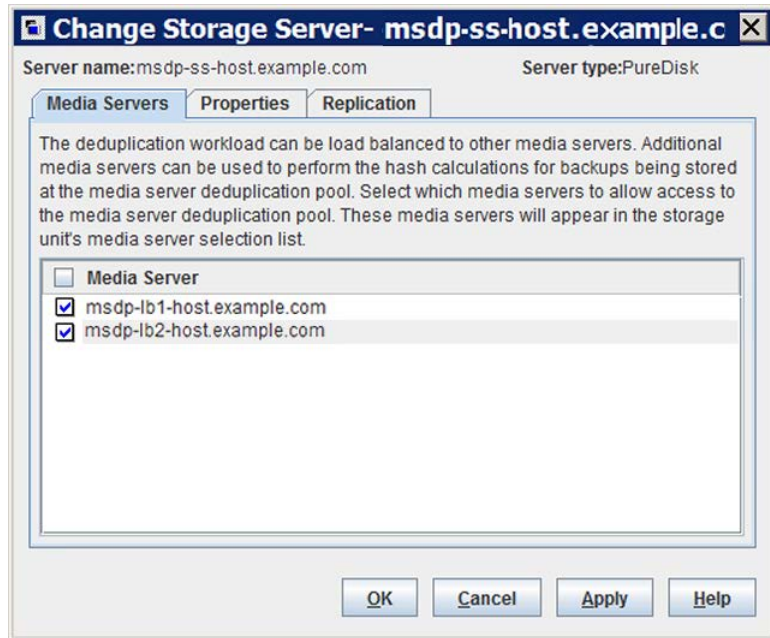 Change Storage Server- msdp-ss-host.example.c
Server name:msdp-ss-host.example.com Server type:PureDisk
Media Servers Properties Replication
The deduplication workload can be load balanced to other media servers. Additional
media servers can be used to perform the hash calculations for backups being stored
at the media server deduplication pool. Select which media servers to allow access to
the media server deduplication pool. These media servers will appear in the storage
unit's media server selection list.
Media Server
msdp-lb1-host.example.com
msdp-lb2-host.example.com
OK Cancel Apply Help